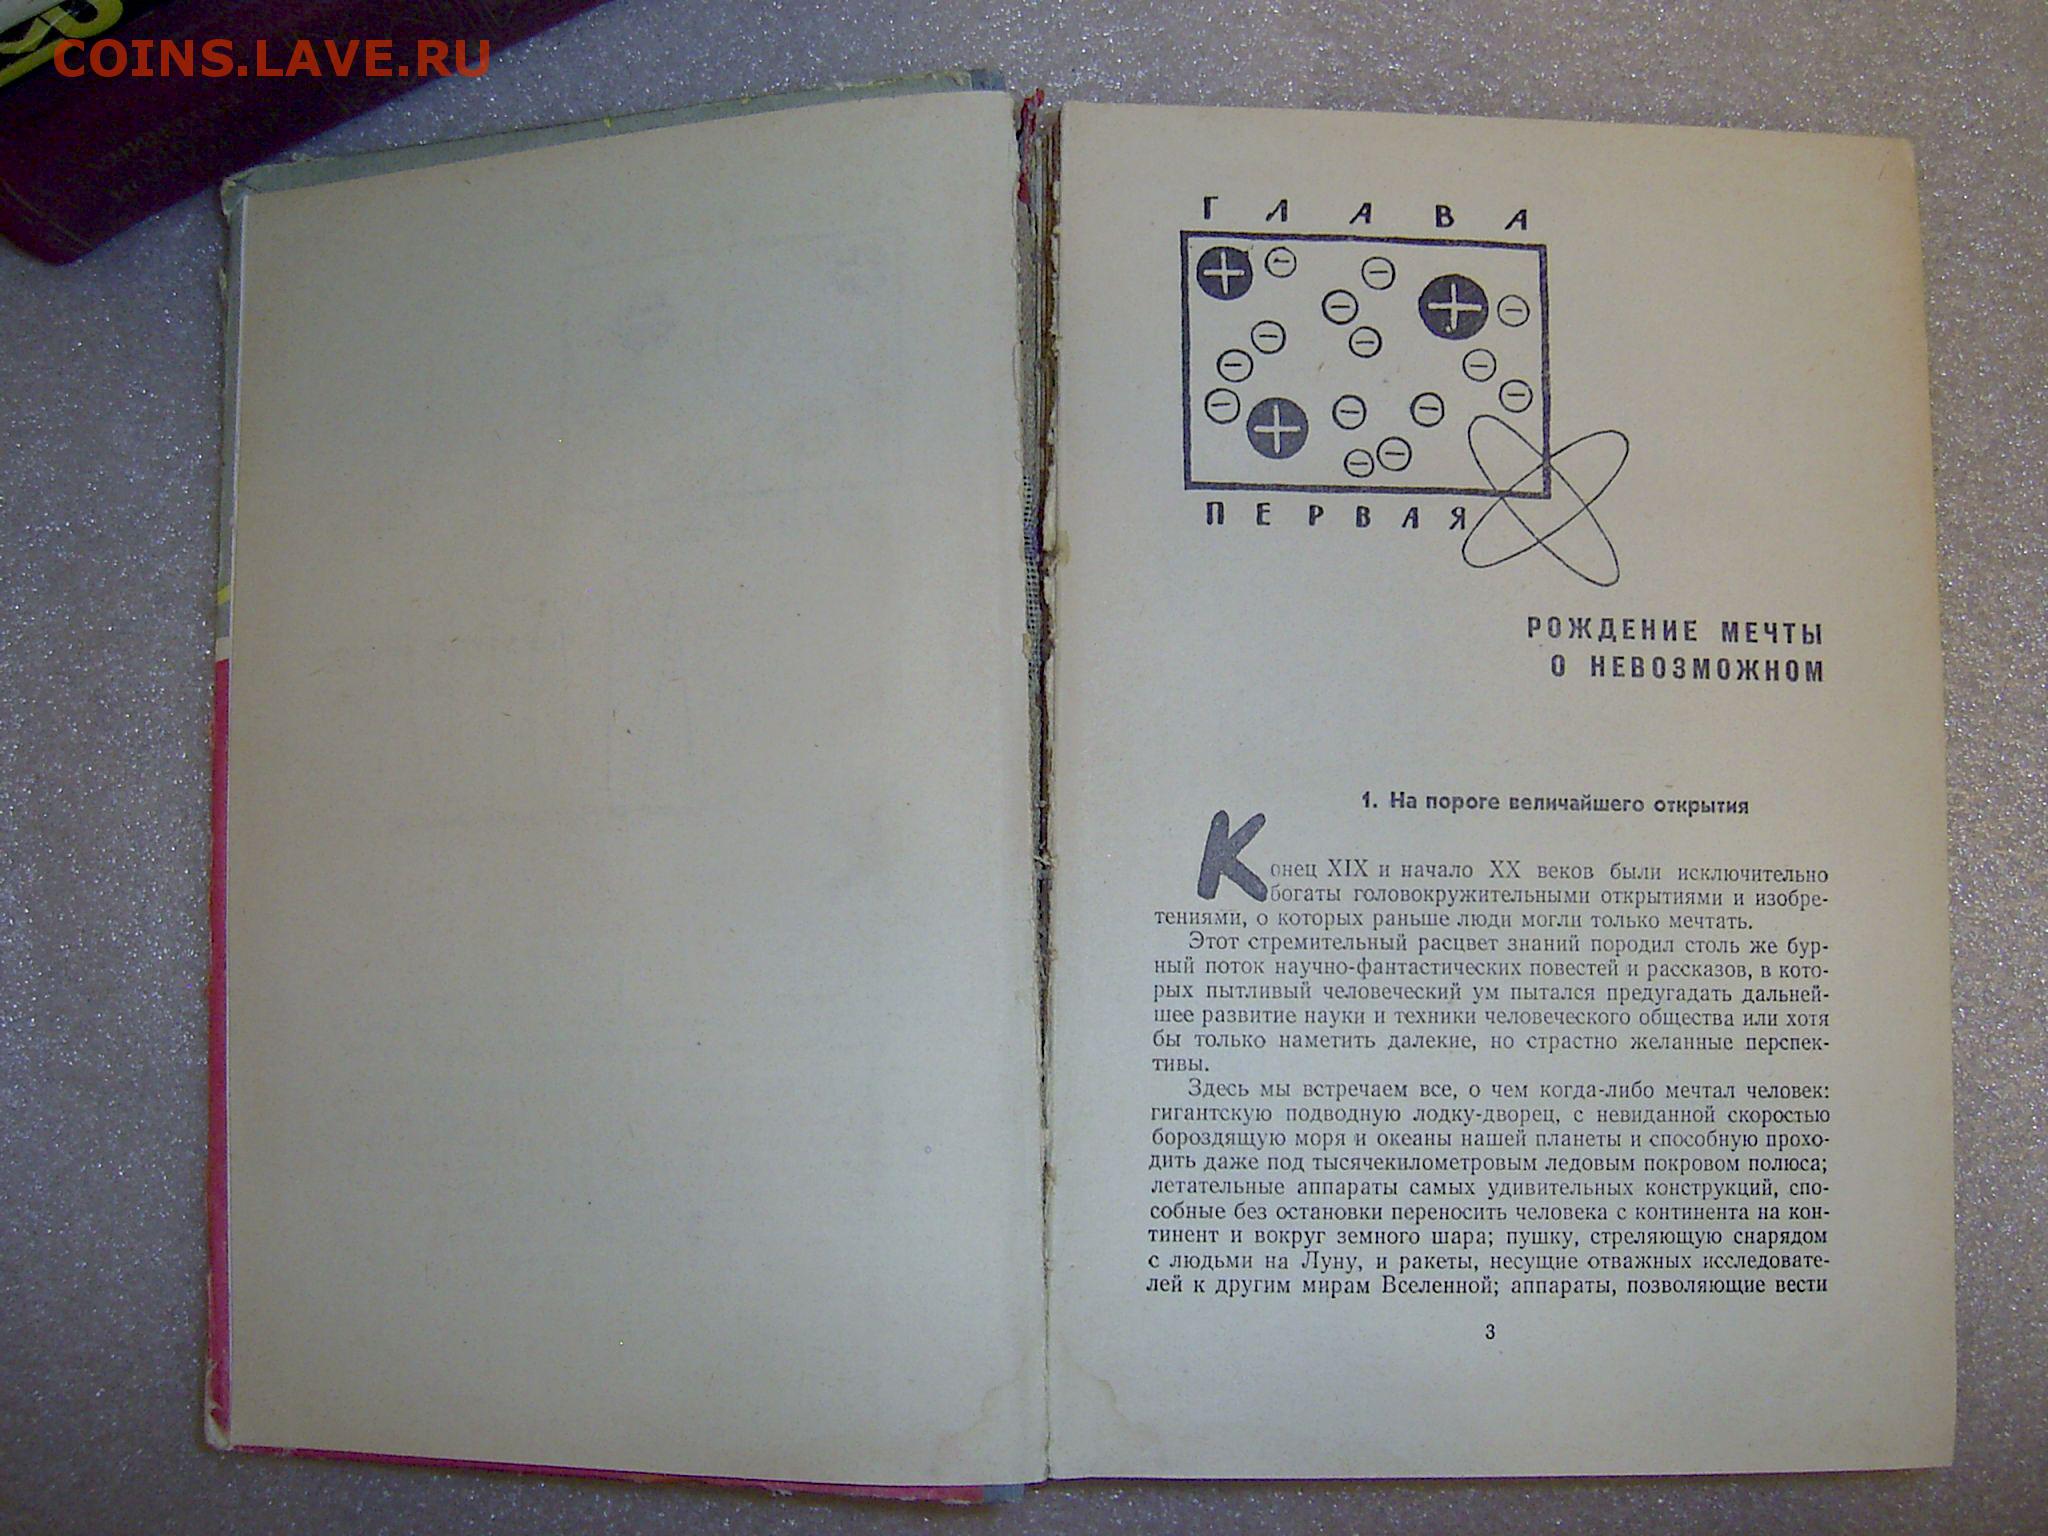 COINS.LAVE.RU
ГЛАВА
ПЕРВАЯ
РОЖДЕНИЕ МЕЧТЫ
О НЕВОЗМОЖНОМ
1. На пороге величайшего открытия
Конец XIX и начало XX веков были исключительно
богаты головокружительными открытиями и изобре-
тениями, о которых раньше люди могли только мечтать.
Этот стремительный расцвет знаний породил столь же бур-
ный поток научно-фантастических повестей и рассказов, в кото-
рых пытливый человеческий ум пытался предугадать дальней-
шее развитие науки и техники человеческого общества или хотя
бы только наметить далекие, но страстно желанные перспек-
тивы.
Здесь мы встречаем все, о чем когда-либо мечтал человек:
гигантскую подводную лодку-дворец, с невиданной скоростью
бороздящую моря и океаны нашей планеты и способную прохо-
дить даже под тысячекилометровым ледовым покровом полюса;
летательные аппараты самых удивительных конструкций, спо-
собные без остановки переносить человека с континента на кон-
тинент и вокруг земного шара; пушку, стреляющую снарядом
с людьми на Луну, и ракеты, несущие отважных исследовате-
лей к другим мирам Вселенной; аппараты, позволяющие вести
3